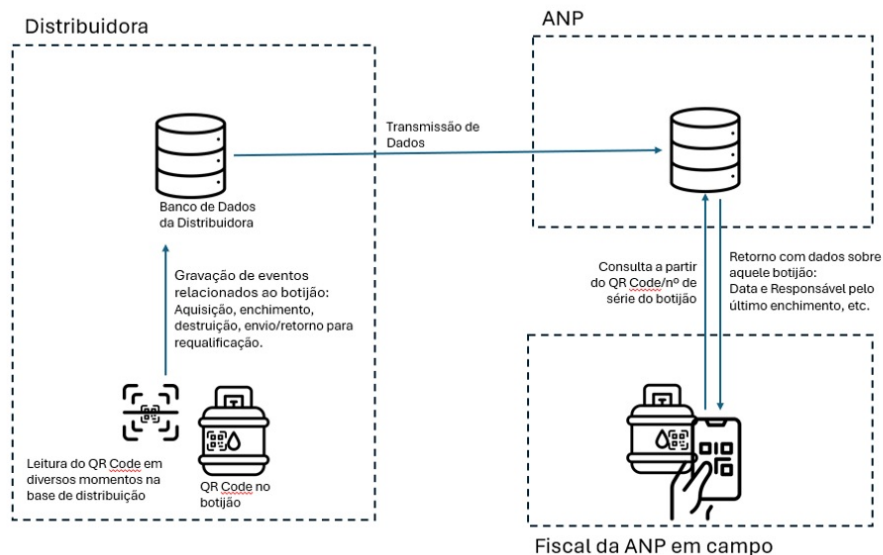 Distribuidora
ANP
Transmissão de
Dados
Banco de Dados
da Distribuidora
Gravação de eventos
relacionados ao botijão:
Aquisição, enchimento,
destruição, envio/retorno para
requalificação.
Leitura do QR Code em
diversos momentos na
base de distribuição
QR Code no
botijão
Consulta a partir
do QR Code/nº de
série do botijão
Retorno com dados sobre
aquele botijão:
Data e Responsável pelo
último enchimento, etc.
Fiscal da ANP em campo